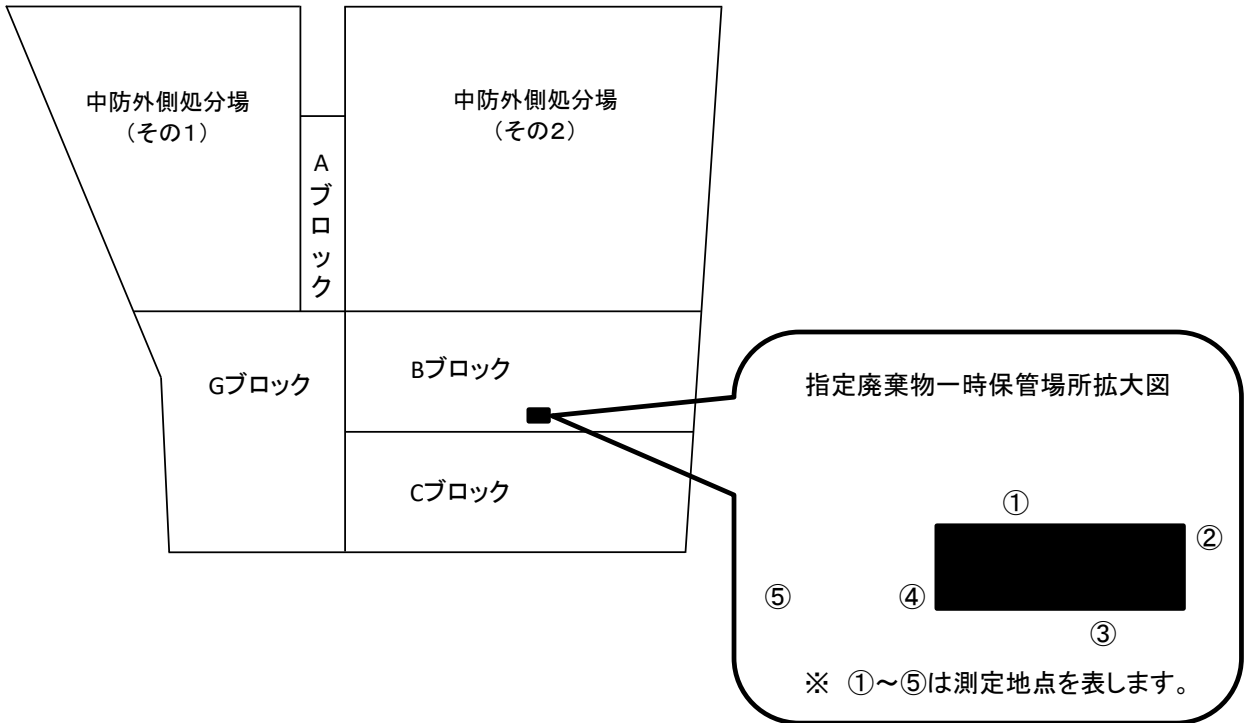 中防外側処分場
(その1)
中防外側処分場
(その2)
Aブロック
Gブロック
Bブロック
Cブロック
指定廃棄物一時保管場所拡大図
①
②
⑤
④
③
※ ①～⑤は測定地点を表します。